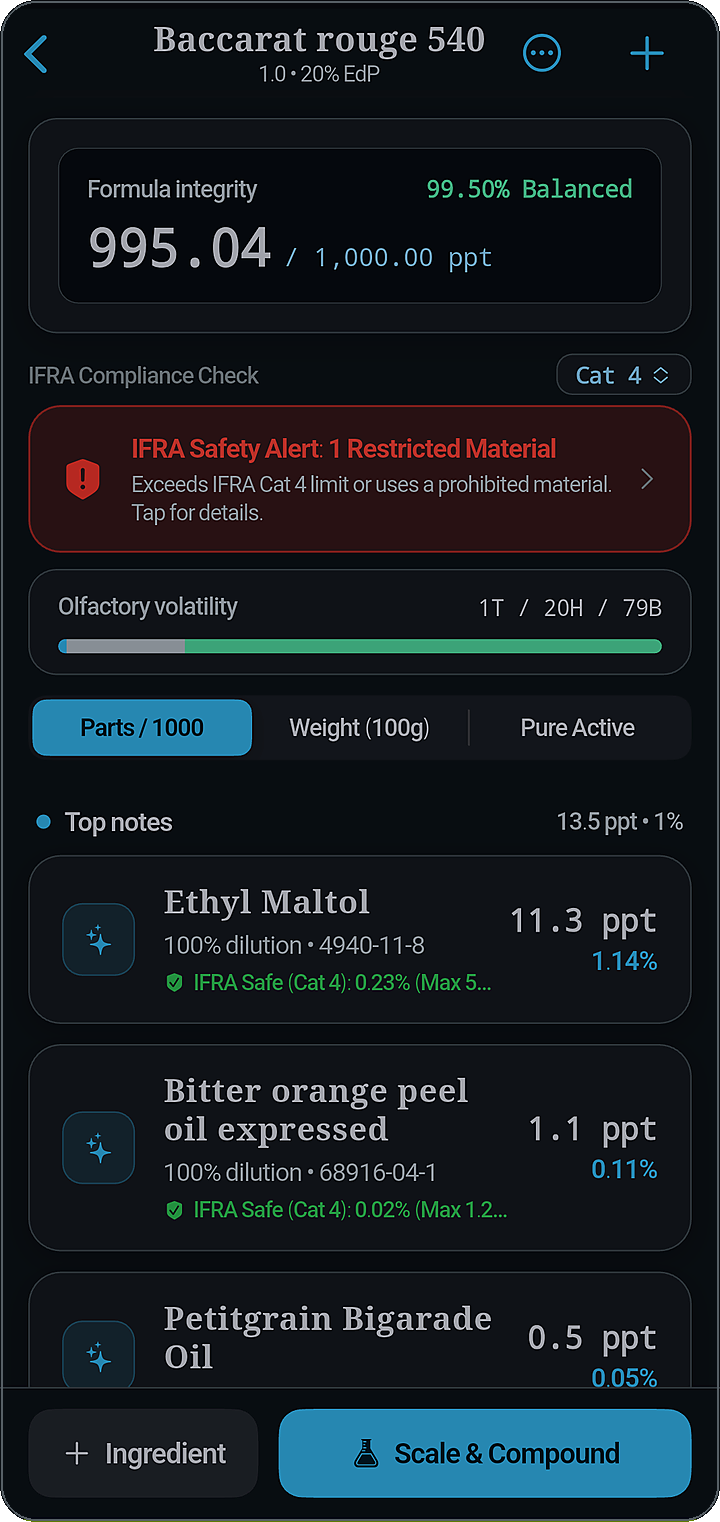 Baccarat rouge 540
1.0 • 20% EdP
Formula integrity
99.50% Balanced
995.04 / 1,000.00 ppt
IFRA Compliance Check
Cat 4
IFRA Safety Alert: 1 Restricted Material
Exceeds IFRA Cat 4 limit or uses a prohibited material.
Tap for details.
Olfactory volatility
1T / 20H / 79B
Parts / 1000
Weight (100g)
Pure Active
Top notes
13.5 ppt • 1%
Ethyl Maltol
100% dilution • 4940-11-8
IFRA Safe (Cat 4): 0.23% (Max 5...
11.3 ppt
1.14%
Bitter orange peel
oil expressed
100% dilution • 68916-04-1
IFRA Safe (Cat 4): 0.02% (Max 1.2...
1.1 ppt
0.11%
Petitgrain Bigarade
Oil
0.5 ppt
0.05%
Ingredient
Scale & Compound